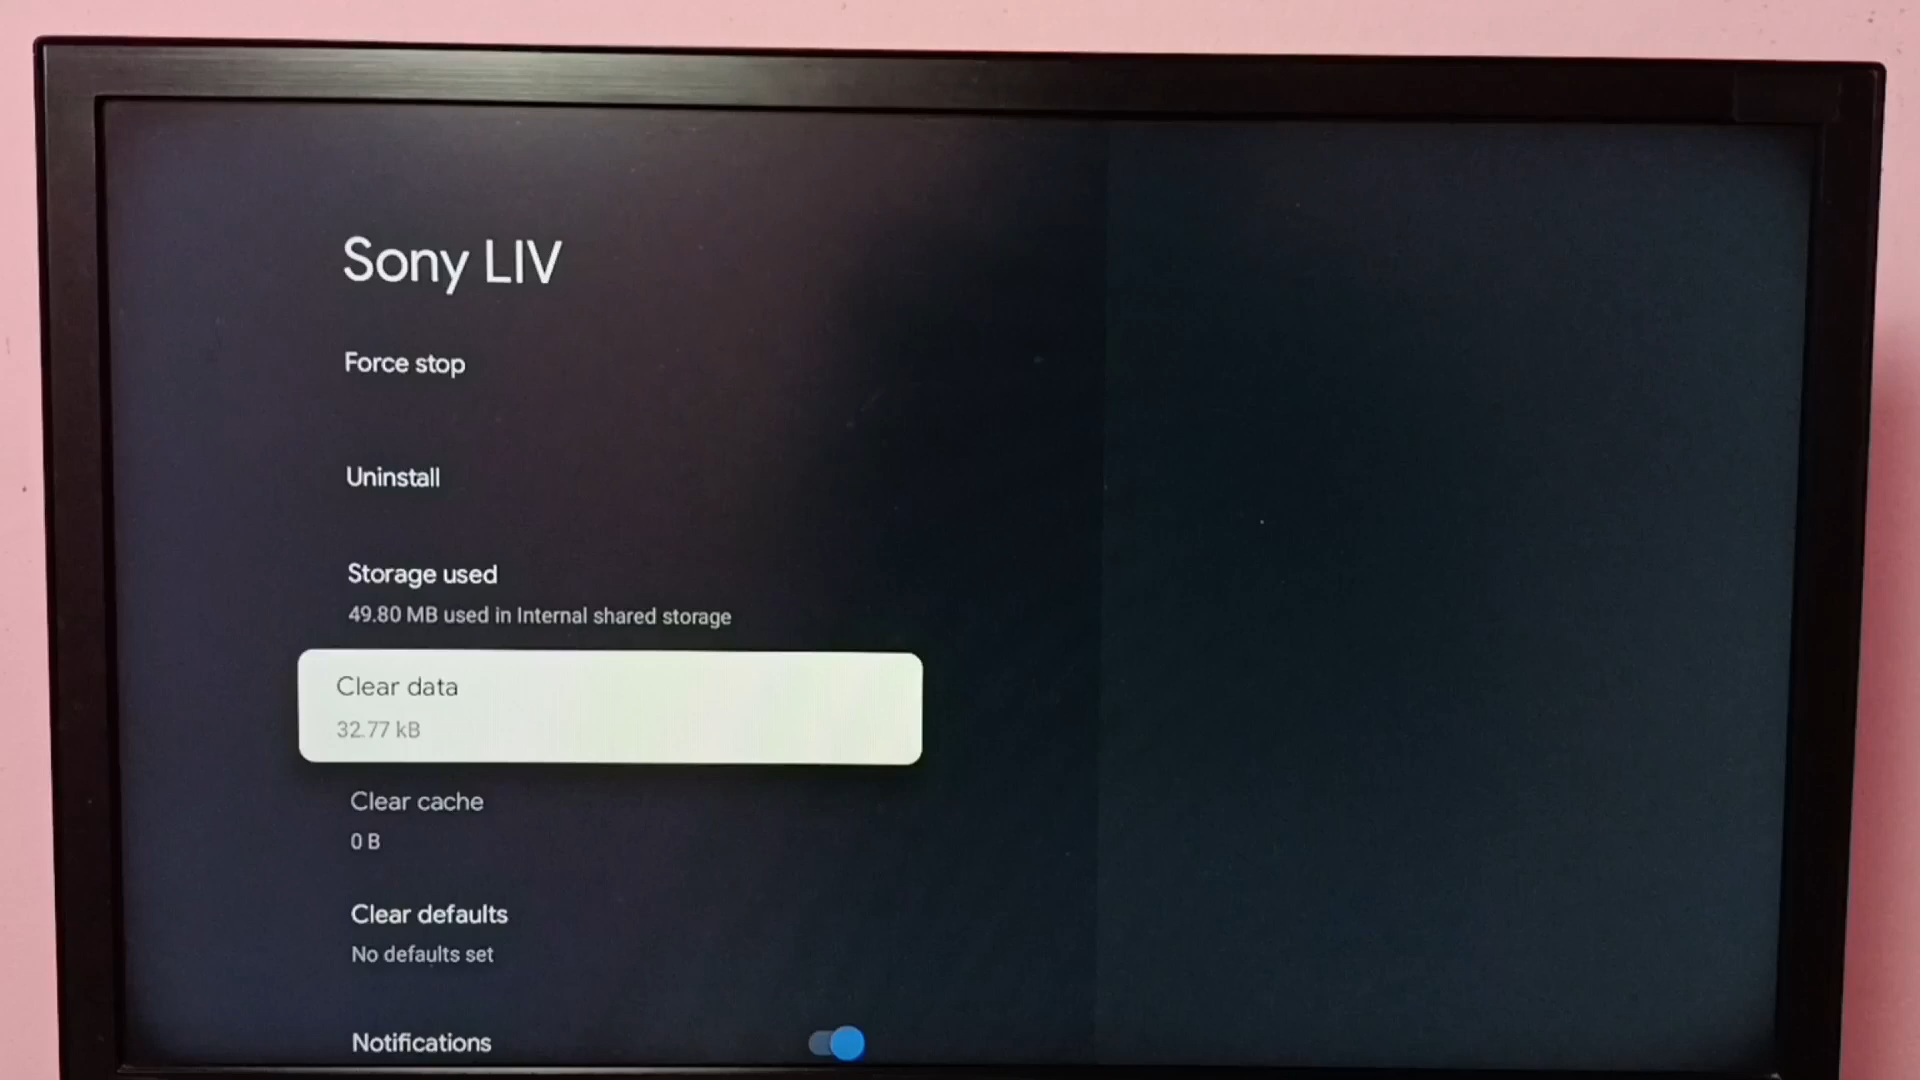 Sony LIV
Force stop
Uninstall
Storage used
49.80 MB used in Internal shared storage
Clear data
32.77 kB
Clear cache
0 B
Clear defaults
No defaults set
Notifications